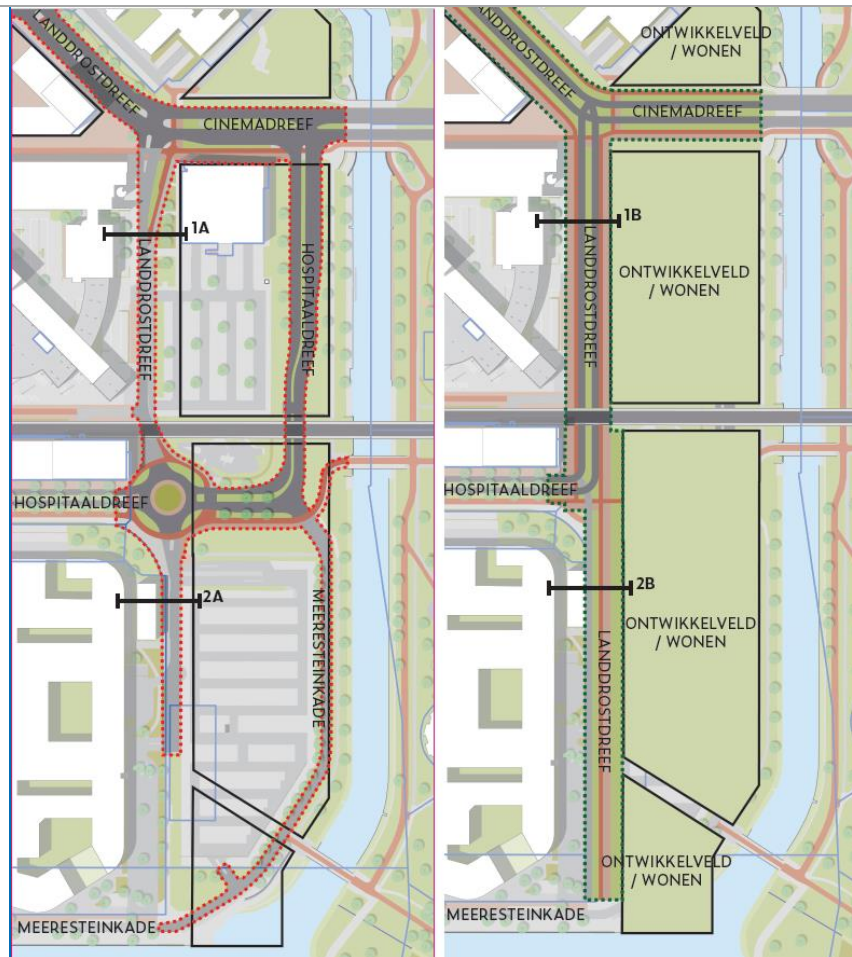 LANDDROSTDREEF
CINEMADREEF
1A
LANDDROSTDREEF
HOSPITAALDREEF
HOSPITAALDREEF
2A
MEERESTEINKADE
MEERESTEINKADE
ONTWIKKELVELD
/ WONEN
LANDDROSTDREEF
CINEMADREEF
1B
LANDDROSTDREEF
ONTWIKKELVELD
/ WONEN
HOSPITAALDREEF
2B
ONTWIKKELVELD
/ WONEN
LANDDROSTDREEF
ONTWIKKELVELD
/ WONEN
MEERESTEINKADE